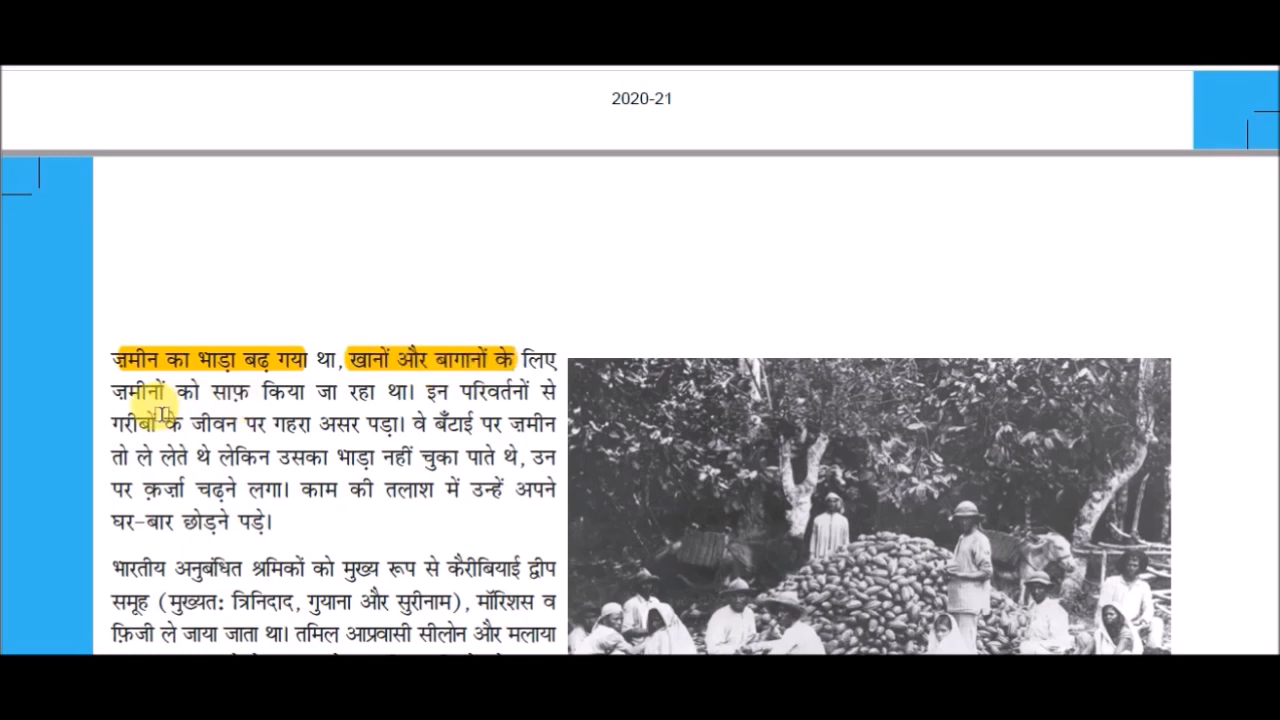 2020-21
ज़मीन का भाड़ा बढ़ गया था, खानों और बागानों के लिए
ज़मीनों को साफ़ किया जा रहा था। इन परिवर्तनों से
गरीबों के जीवन पर गहरा असर पड़ा। वे बँटाई पर ज़मीन
तो ले लेते थे लेकिन उसका भाड़ा नहीं चुका पाते थे, उन
पर क़र्ज़ा चढ़ने लगा। काम की तलाश में उन्हें अपने
घर-बार छोड़ने पड़े।
भारतीय अनुबंधित श्रमिकों को मुख्य रूप से कैरीबियाई द्वीप
समूह (मुख्यत: त्रिनिदाद, गुयाना और सुरीनाम), मॉरिशस व
फ़िजी ले जाया जाता था। तमिल आप्रवासी सीलोन और मलाया